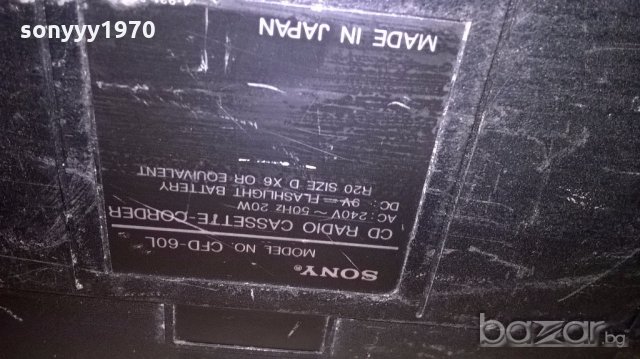 sonyyy1970
SONY®
MODEL NO. CFD-60L
CD RADIO CASSETTE-CORDER
AC : 240V ~ 50Hz 20W
DC : 9V FLASHLIGHT BATTERY
R20 SIZE D X6 OR EQUIVALENT
MADE IN JAPAN
bazar.bg